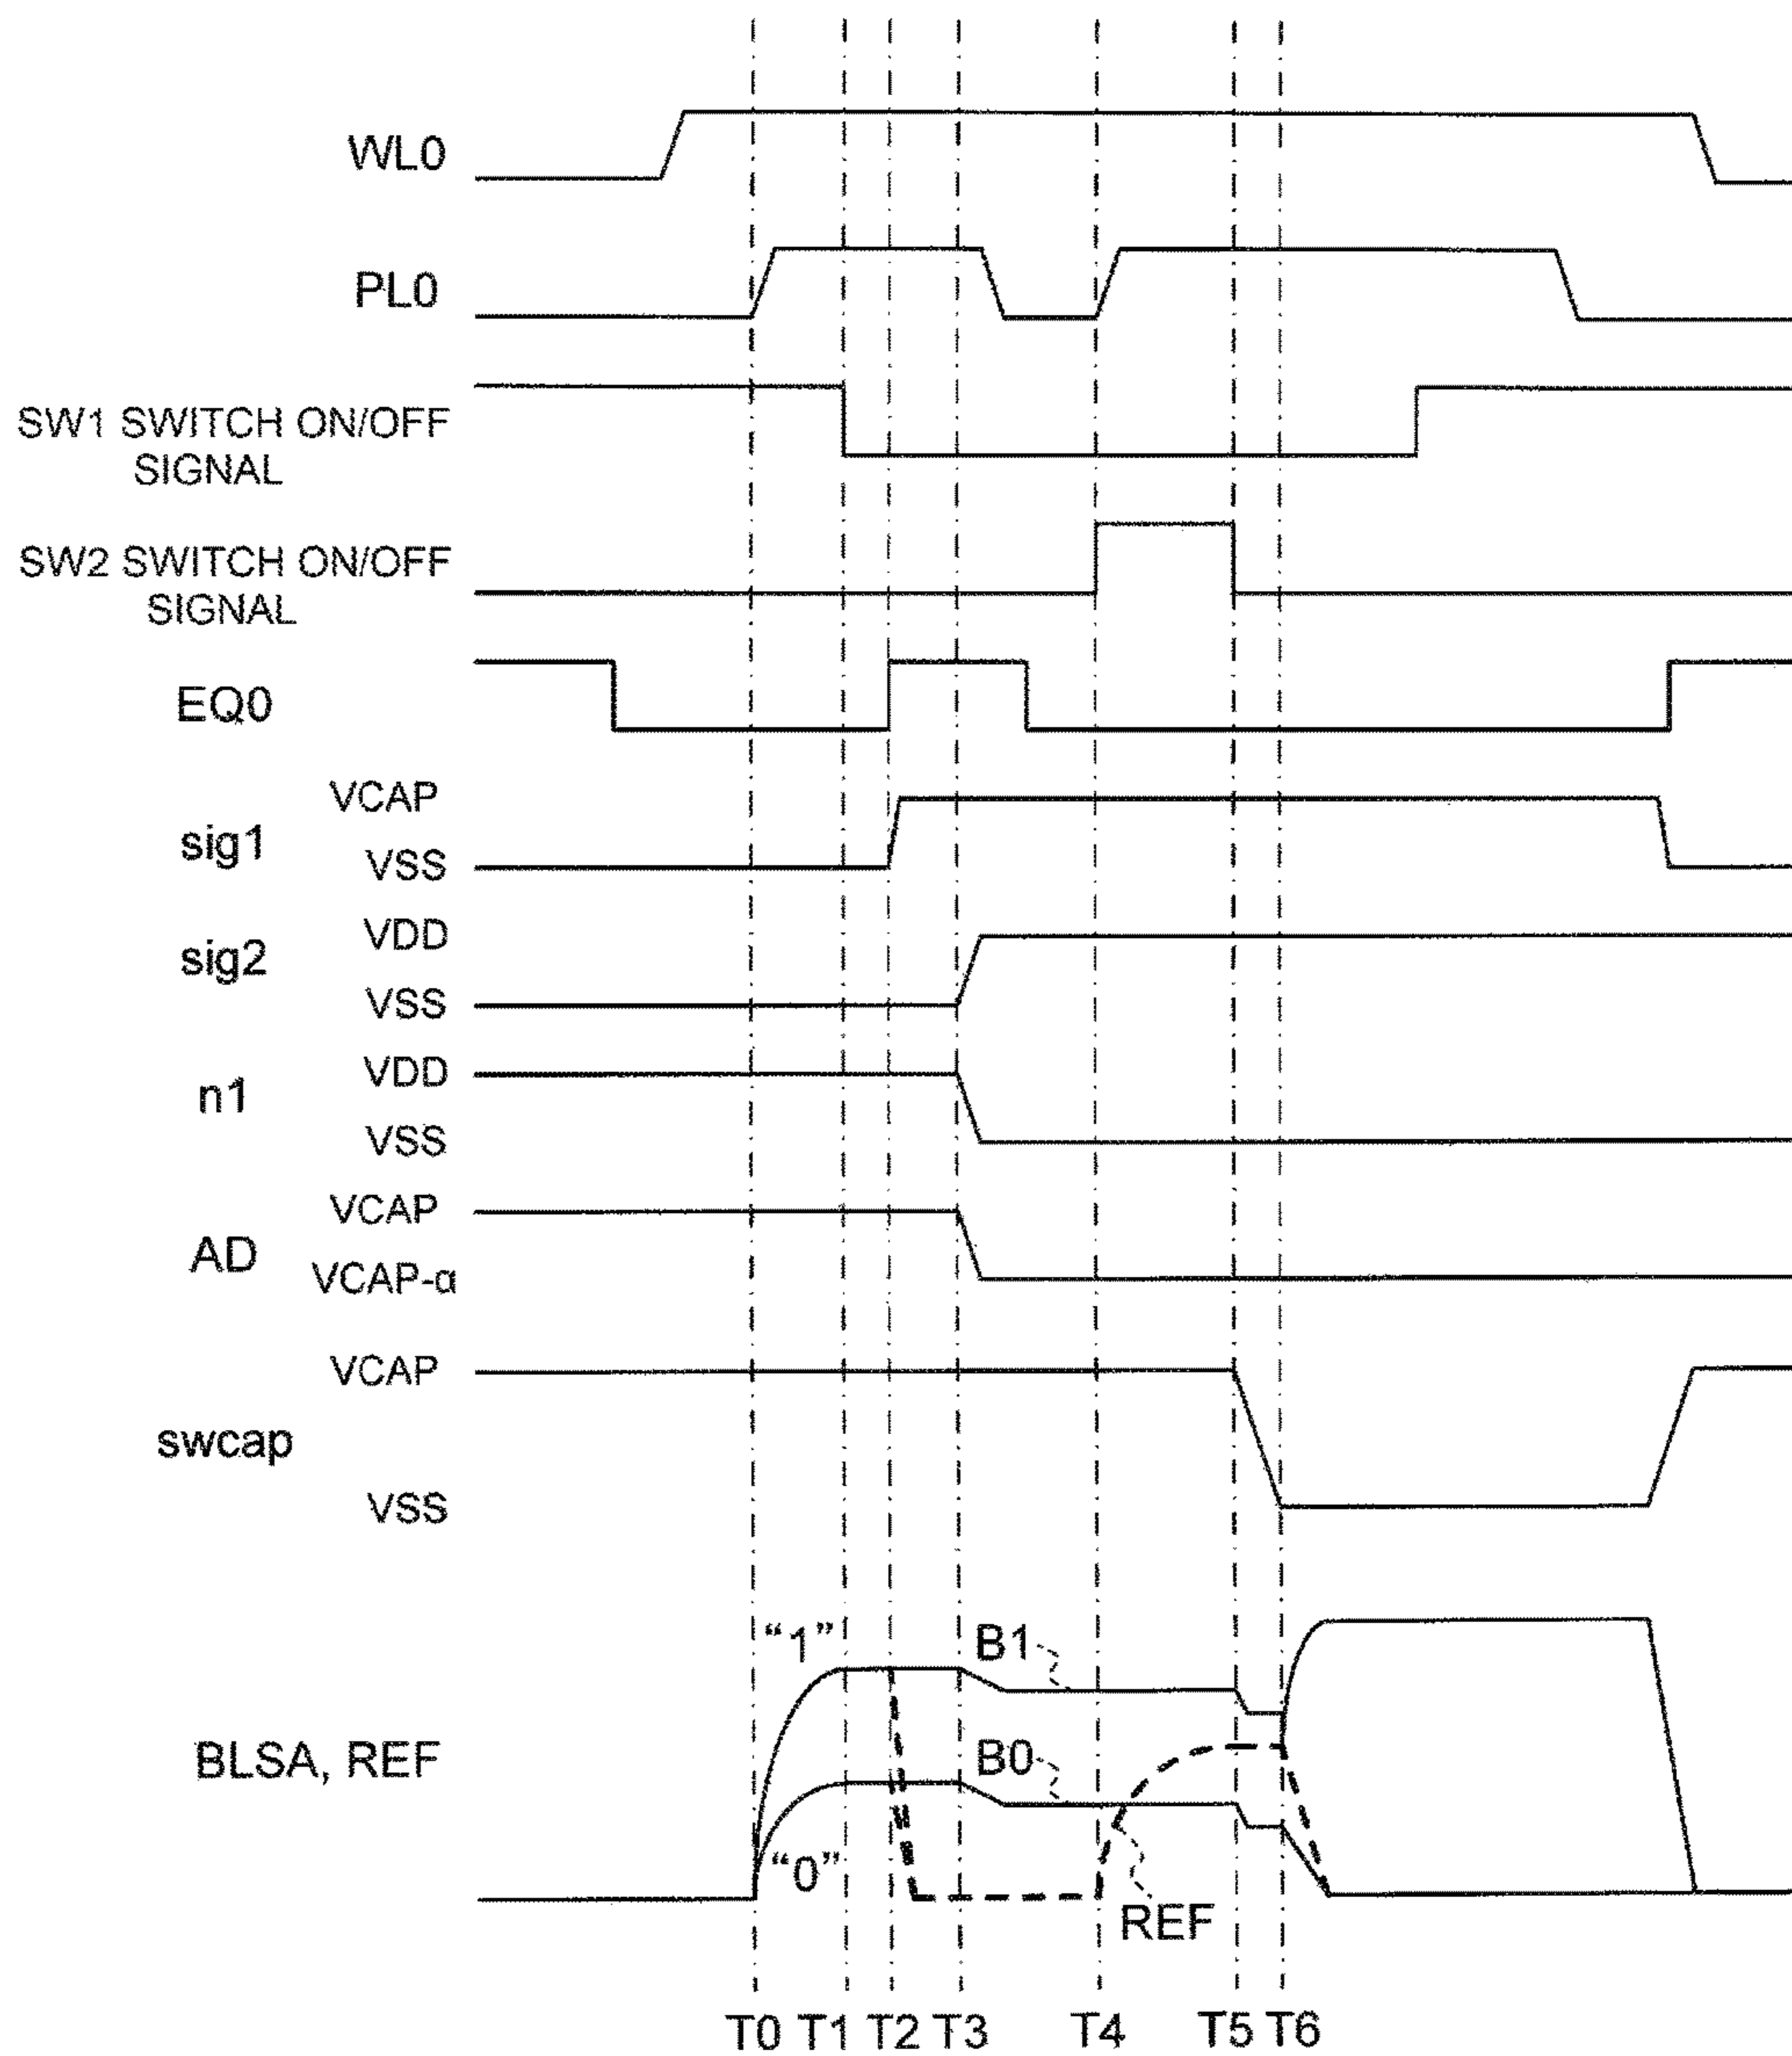 WL0
PL0
SW1 SWITCH ON/OFF
SIGNAL
SW2 SWITCH ON/OFF
SIGNAL
EQ0
VCAP
sig1
VSS
VDD
sig2
VSS
VDD
n1
VSS
VCAP
AD
VCAP-α
VCAP
swcap
VSS
"1"
B1
BLSA, REF
B0
"0"
REF
T0 T1 T2 T3 T4 T5 T6